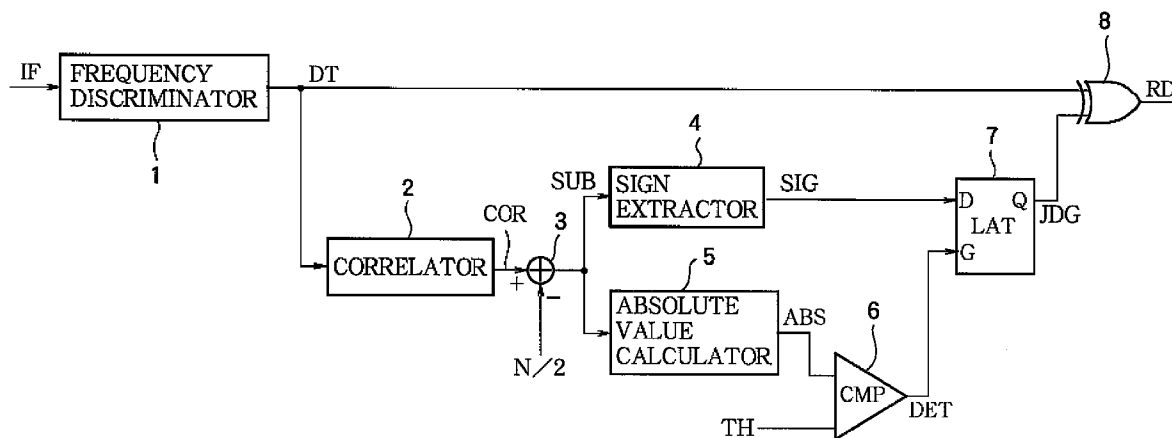 8
IF
FREQUENCY
DISCRIMINATOR
DT
RD
1
4
7
SUB
SIGN
EXTRACTOR
SIG
D Q
LAT
G
JDG
2
COR
3
CORRELATOR
+
−
5
ABSOLUTE
VALUE
CALCULATOR
ABS
6
N/2
CMP
DET
TH